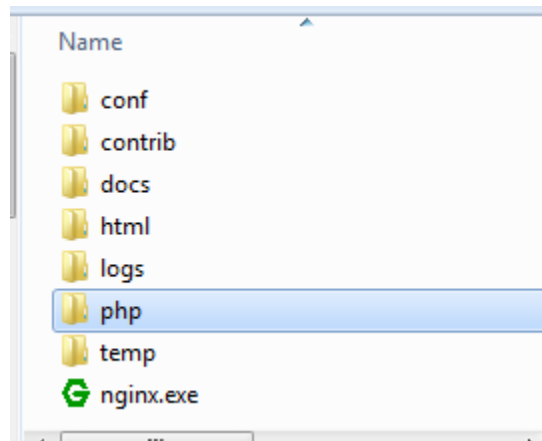 Name
conf
contrib
docs
html
logs
php
temp
nginx.exe